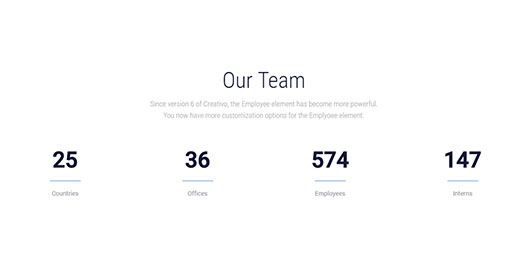 Our Team
Since version 6 of Creativo, the Employee element has become more powerful.
You now have more customization options for the Employee element.
25 36 574 147
Countries Offices Employees Interns